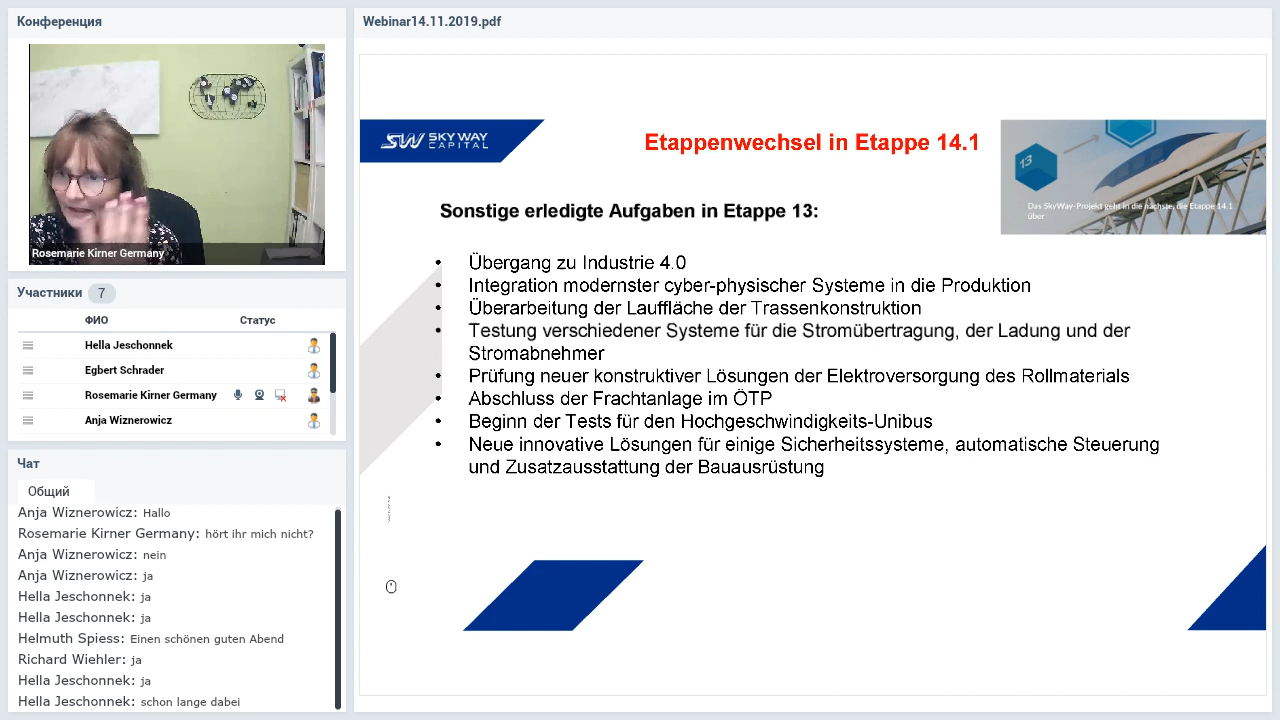 Конференция
Rosemarie Kirner Germany
Участники 7
ФИО Статус
Hella Jeschonnek
Egbert Schrader
Rosemarie Kirner Germany
Anja Wiznerowicz
Чат
Общий
Anja Wiznerowicz: Hallo
Rosemarie Kirner Germany: hört ihr mich nicht?
Anja Wiznerowicz: nein
Anja Wiznerowicz: ja
Hella Jeschonnek: ja
Hella Jeschonnek: ja
Helmuth Spiess: Einen schönen guten Abend
Richard Wiehler: ja
Hella Jeschonnek: ja
Hella Jeschonnek: schon lange dabei
Webinar14.11.2019.pdf
SW SKY WAY
CAPITAL
Etappenwechsel in Etappe 14.1
13
Das SkyWay-Projekt geht in die nächste, die Etappe 14.1
über
Sonstige erledigte Aufgaben in Etappe 13:
• Übergang zu Industrie 4.0
• Integration modernster cyber-physischer Systeme in die Produktion
• Überarbeitung der Lauffläche der Trassenkonstruktion
• Testung verschiedener Systeme für die Stromübertragung, der Ladung und der
Stromabnehmer
• Prüfung neuer konstruktiver Lösungen der Elektroversorgung des Rollmaterials
• Abschluss der Frachtanlage im ÖTP
• Beginn der Tests für den Hochgeschwindigkeits-Unibus
• Neue innovative Lösungen für einige Sicherheitssysteme, automatische Steuerung
und Zusatzausstattung der Bauausrüstung